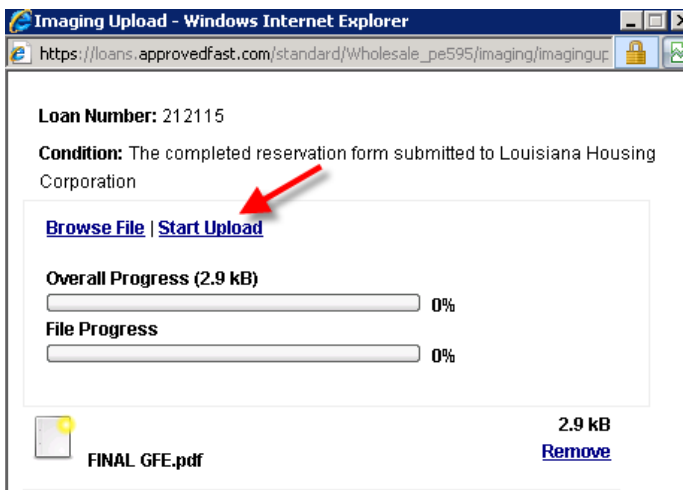 Imaging Upload - Windows Internet Explorer
https://loans.approvedfast.com/standard/Wholesale_pe595/imaging/imagingup
Loan Number: 212115
Condition: The completed reservation form submitted to Louisiana Housing
Corporation
Browse File | Start Upload
Overall Progress (2.9 kB)
0%
File Progress
0%
2.9 kB
FINAL GFE.pdf
Remove